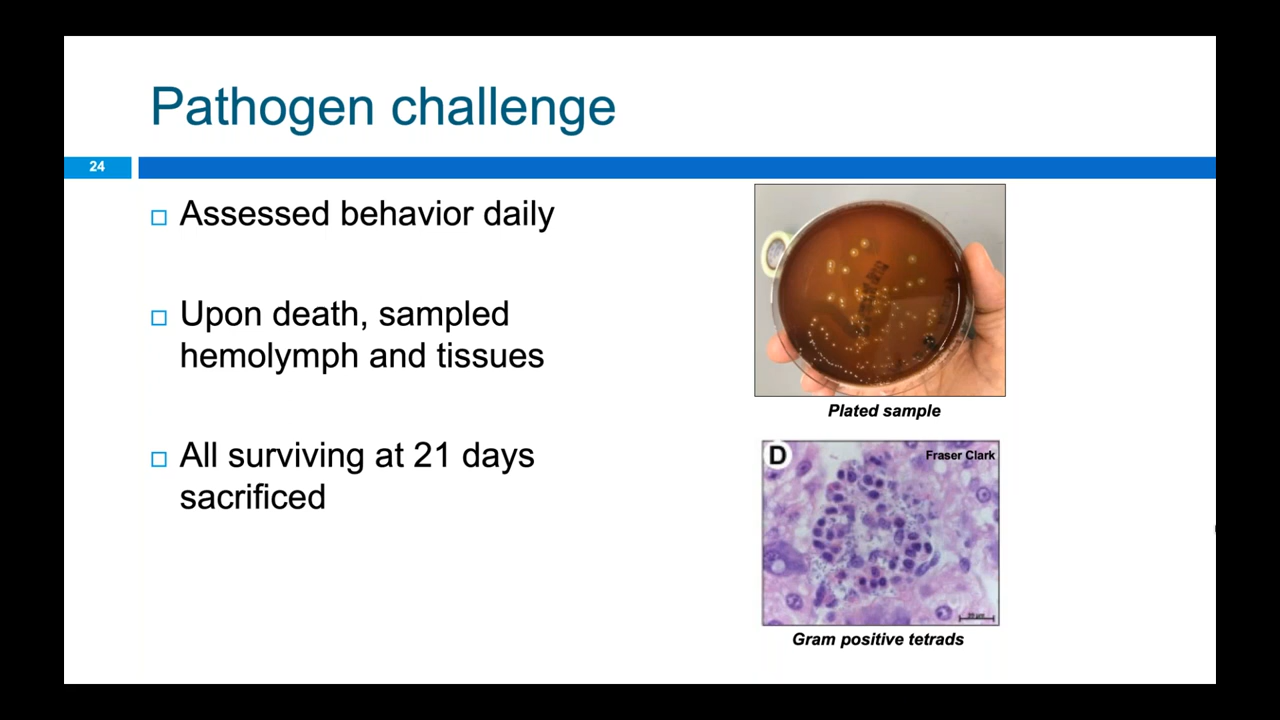 Pathogen challenge
24
Assessed behavior daily
Upon death, sampled
hemolymph and tissues
All surviving at 21 days
sacrificed
Plated sample
D
Fraser Clark
Gram positive tetrads